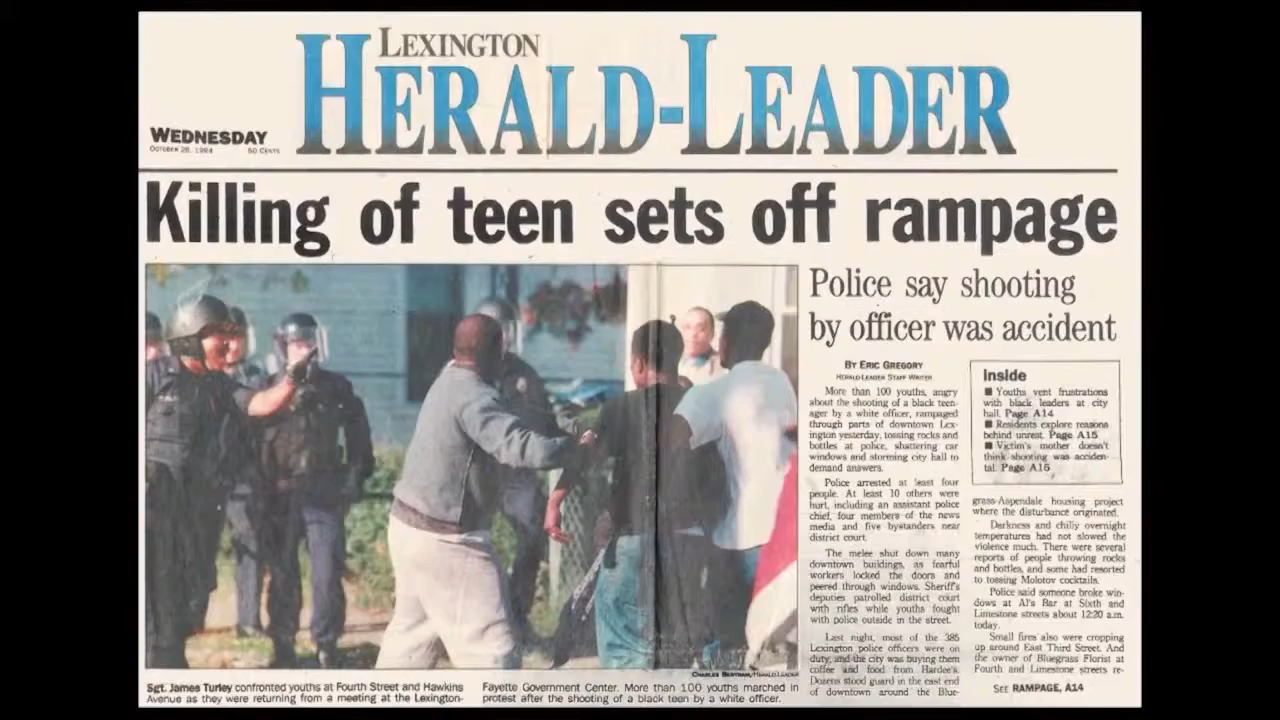 LEXINGTON
HERALD-LEADER
WEDNESDAY
OCTOBER 26, 1994 50 CENTS
Killing of teen sets off rampage
Police say shooting
by officer was accident
BY ERIC GREGORY
HERALD-LEADER STAFF WRITER
More than 100 youths, angry
about the shooting of a black teen-
ager by a white officer, rampaged
through parts of downtown Lex-
ington yesterday, tossing rocks and
bottles at police, shattering car
windows and storming city hall to
demand answers.
Police arrested at least four
people. At least 10 others were
hurt, including an assistant police
chief, four members of the news
media and five bystanders near
district court.
The melee shut down many
downtown buildings, as fearful
workers locked the doors and
peered through windows. Sheriff's
deputies patrolled district court
with rifles while youths fought
with police outside in the street.
Last night, most of the 385
Lexington police officers were on
duty, and the city was buying them
coffee and food from Hardee's.
Dozens stood guard in the east end
of downtown around the Blue-
Inside
■ Youths vent frustrations
with black leaders at city
hall. Page A14
■ Residents explore reasons
behind unrest. Page A15
■ Victim's mother doesn't
think shooting was acciden-
tal. Page A15
grass-Aspendale housing project
where the disturbance originated.
Darkness and chilly overnight
temperatures had not slowed the
violence much. There were several
reports of people throwing rocks
and bottles, and some had resorted
to tossing Molotov cocktails.
Police said someone broke win-
dows at Al's Bar at Sixth and
Limestone streets about 12:20 a.m.
today.
Small fires also were cropping
up around East Third Street. And
the owner of Bluegrass Florist at
Fourth and Limestone streets re-
See RAMPAGE, A14
CHARLES BERTRAM/HERALD-LEADER
Sgt. James Turley confronted youths at Fourth Street and Hawkins
Avenue as they were returning from a meeting at the Lexington-
Fayette Government Center. More than 100 youths marched in
protest after the shooting of a black teen by a white officer.